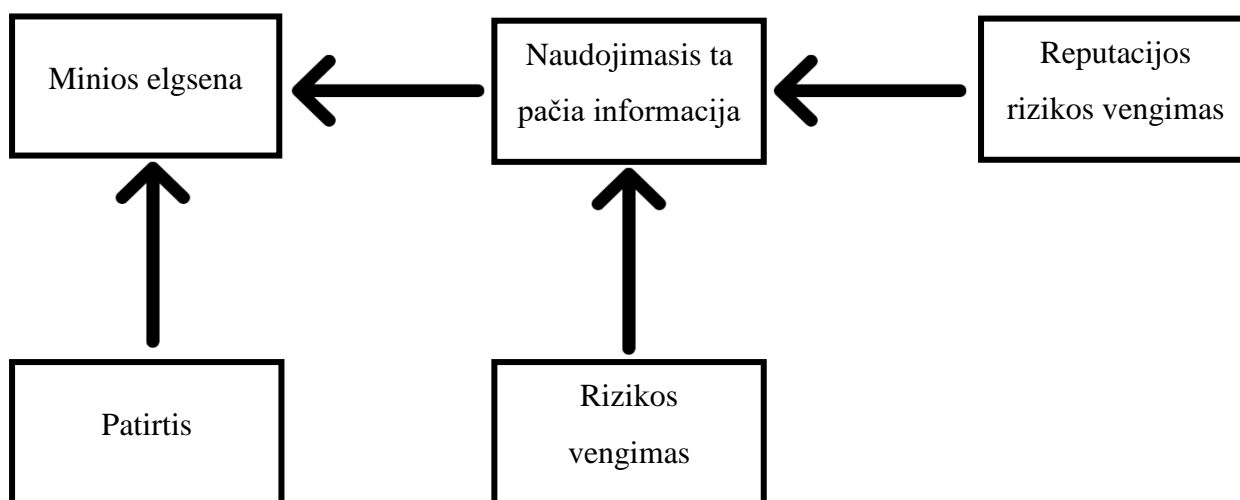 Minios elgsena
Naudojimasis ta
pačia informacija
Reputacijos
rizikos vengimas
Patirtis
Rizikos
vengimas